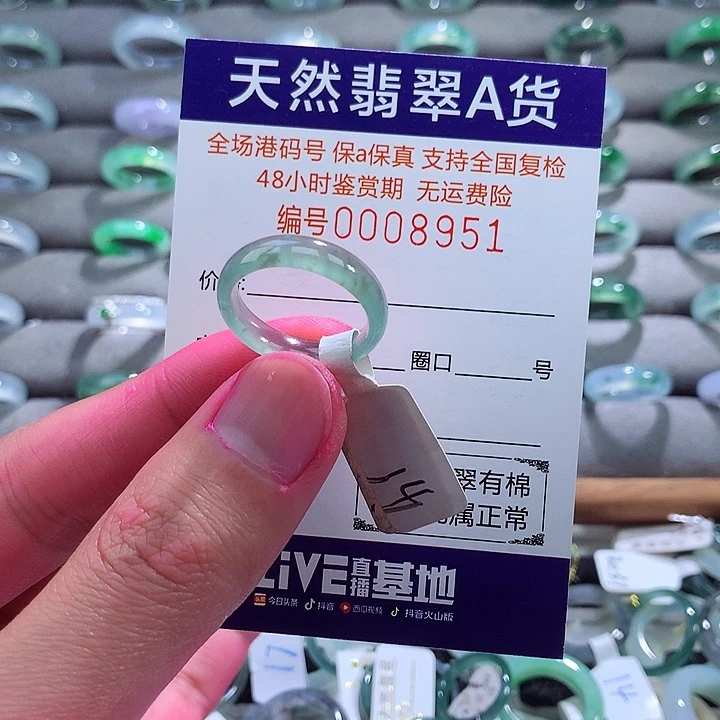 天然翡翠A货
全场港码号 保a保真 支持全国复检
48小时鉴赏期 无运费险
编号0008951
价
圈口 号
翠有棉
属正常
LiVE直播基地
头条 今日头条 抖音 西瓜视频 抖音火山版
17